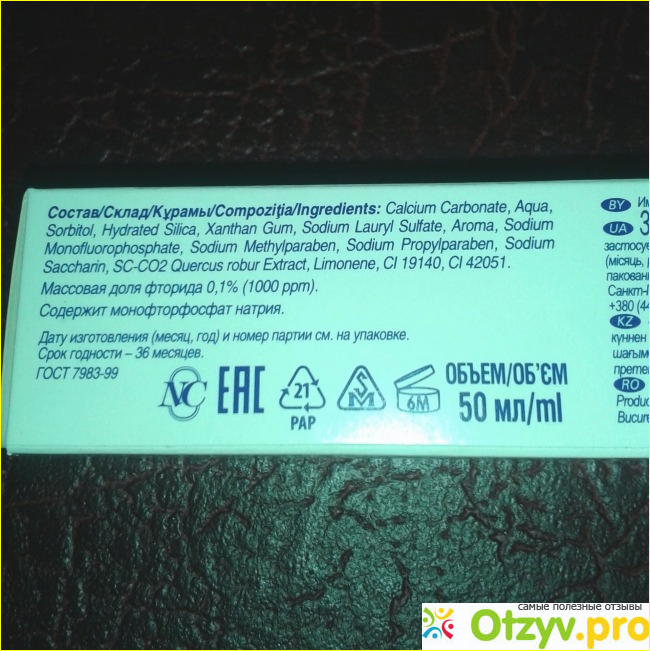 Состав/Склад/Құрамы/Compoziţia/Ingredients: Calcium Carbonate, Aqua,
Sorbitol, Hydrated Silica, Xanthan Gum, Sodium Lauryl Sulfate, Aroma, Sodium
Monofluorophosphate, Sodium Methylparaben, Sodium Propylparaben, Sodium
Saccharin, SC-CO2 Quercus robur Extract, Limonene, CI 19140, CI 42051.
Массовая доля фторида 0,1% (1000 ppm).
Содержит монофторфосфат натрия.
Дату изготовления (месяц, год) и номер партии см. на упаковке.
Срок годности – 36 месяцев.
ГОСТ 7983-99
EAC
21
PAP
6M
ОБЪЕМ/ОБ'ЄМ
50 мл/ml
BY Им
UA З
застосує
(місяць, р
паковані
Санкт-
+380 (44
KZ
куннен
шағым
претен
RO
Produc
Bucure
самые полезные отзывы
Otzyv.pro